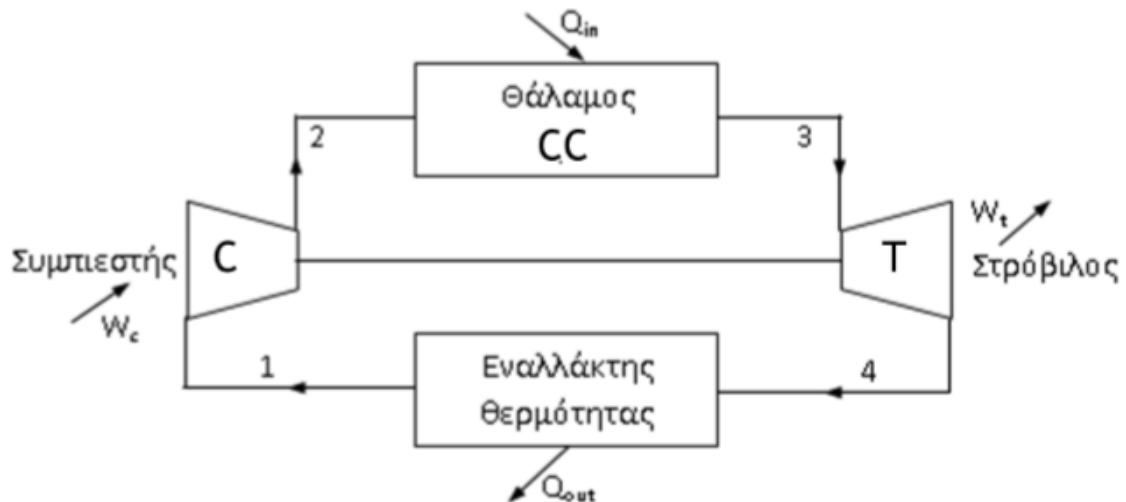 Q_in
Θάλαμος
CC
2
3
W_t
Συμπιεστής
C
T
Στρόβιλος
W_c
1
Εναλλάκτης
θερμότητας
4
Q_out